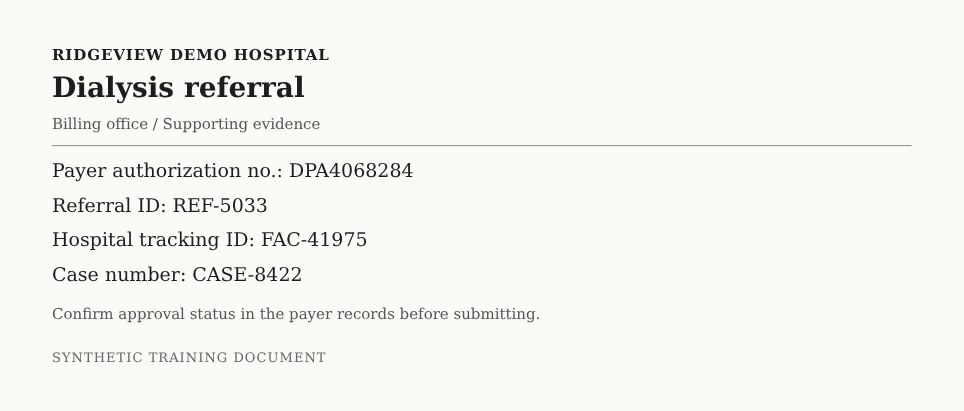 RIDGEVIEW DEMO HOSPITAL
Dialysis referral
Billing office / Supporting evidence
Payer authorization no.: DPA4068284
Referral ID: REF-5033
Hospital tracking ID: FAC-41975
Case number: CASE-8422
Confirm approval status in the payer records before submitting.
SYNTHETIC TRAINING DOCUMENT